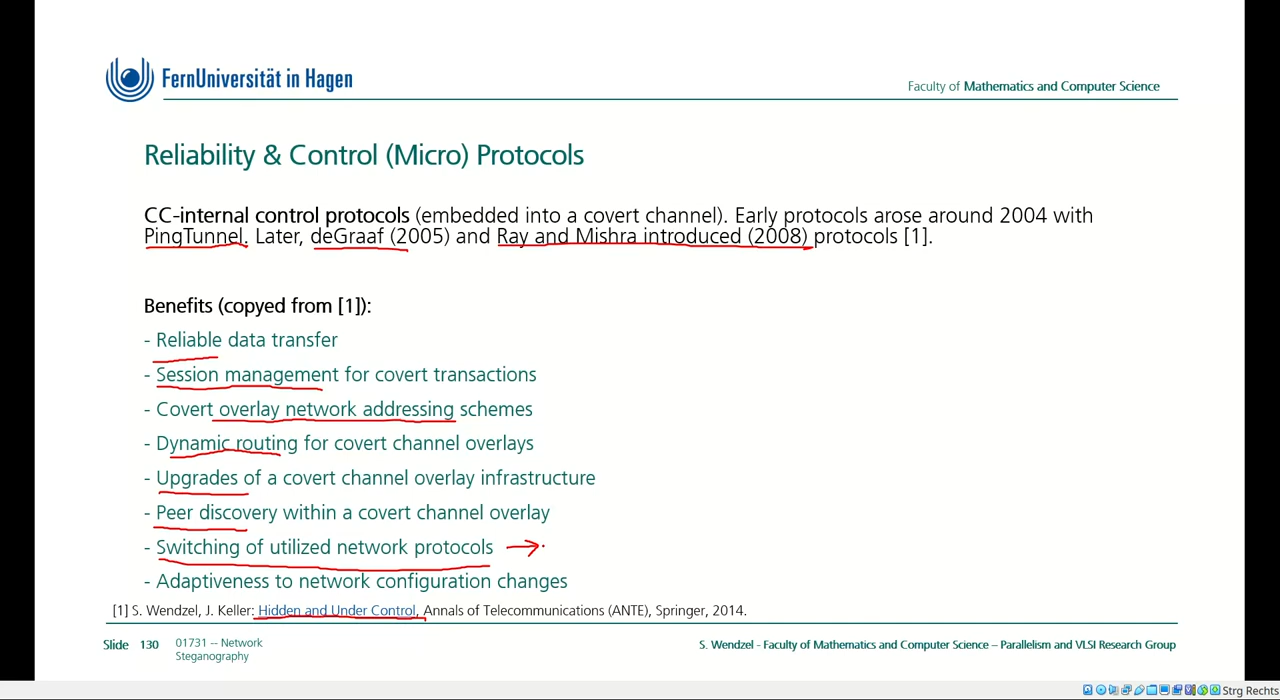 FernUniversität in Hagen
Faculty of Mathematics and Computer Science
Reliability & Control (Micro) Protocols
CC-internal control protocols (embedded into a covert channel). Early protocols arose around 2004 with
PingTunnel. Later, deGraaf (2005) and Ray and Mishra introduced (2008) protocols [1].
Benefits (copyed from [1]):
- Reliable data transfer
- Session management for covert transactions
- Covert overlay network addressing schemes
- Dynamic routing for covert channel overlays
- Upgrades of a covert channel overlay infrastructure
- Peer discovery within a covert channel overlay
- Switching of utilized network protocols →
- Adaptiveness to network configuration changes
[1] S. Wendzel, J. Keller: Hidden and Under Control, Annals of Telecommunications (ANTE), Springer, 2014.
Slide 130 01731 -- Network
Steganography
S. Wendzel - Faculty of Mathematics and Computer Science – Parallelism and VLSI Research Group
Strg Rechts